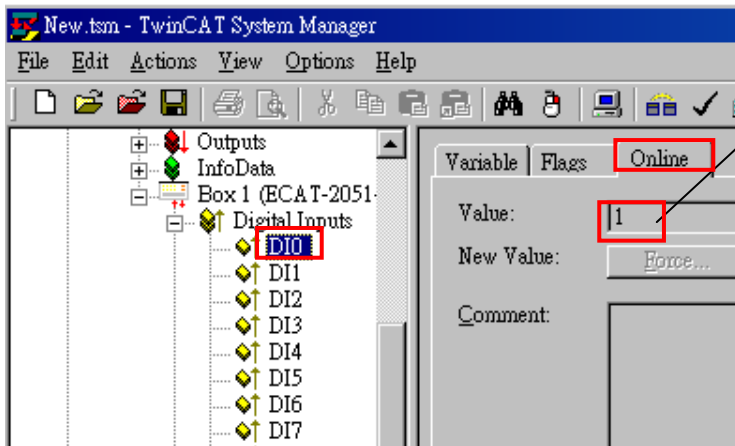 New.tsm - TwinCAT System Manager
File Edit Actions View Options Help
Outputs
InfoData
Box 1 (ECAT-2051-
Digital Inputs
DI0
DI1
DI2
DI3
DI4
DI5
DI6
DI7
Variable Flags Online
Value: 1
New Value: Force...
Comment: